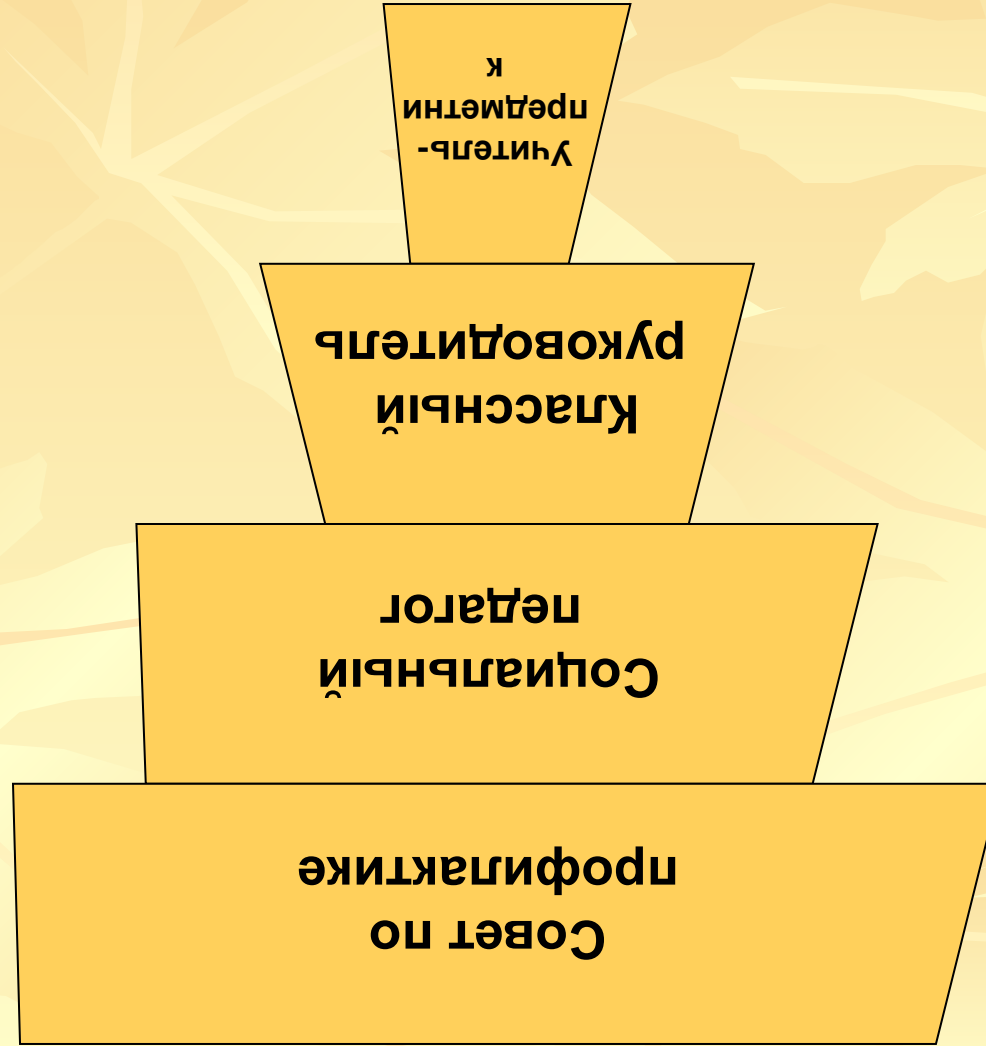 Совет по
профилактике
Социальный
педагог
Классный
руководитель
Учитель-
предметни
к